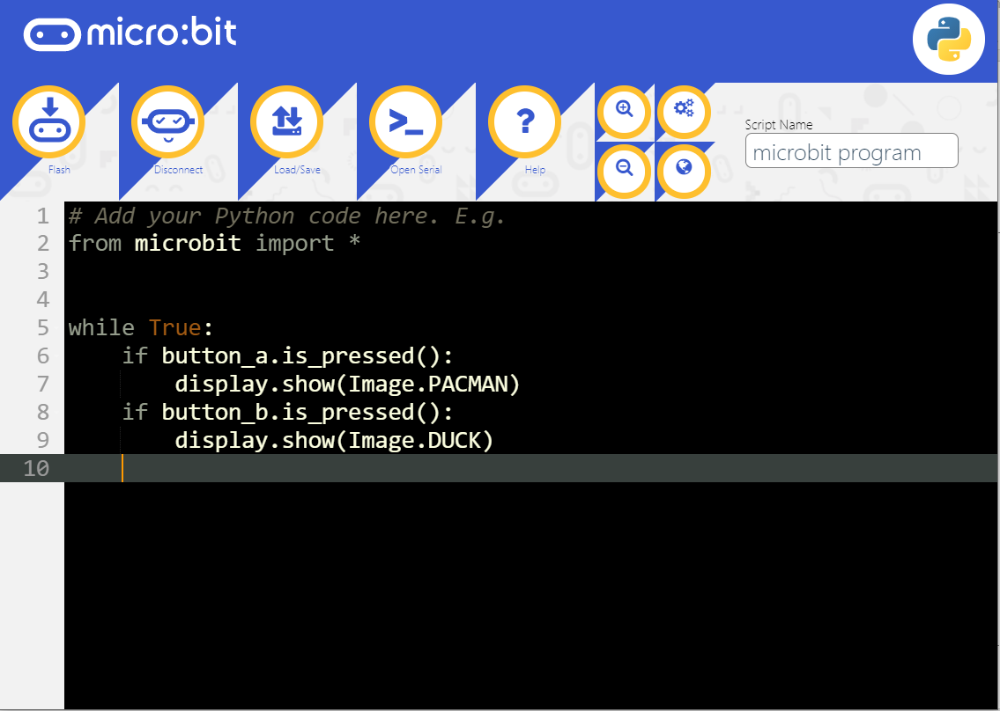 micro:bit
Flash
Disconnect
Load/Save
Open Serial
Help
Script Name
microbit program
1 # Add your Python code here. E.g.
2 from microbit import *
3
4
5 while True:
6     if button_a.is_pressed():
7         display.show(Image.PACMAN)
8     if button_b.is_pressed():
9         display.show(Image.DUCK)
10